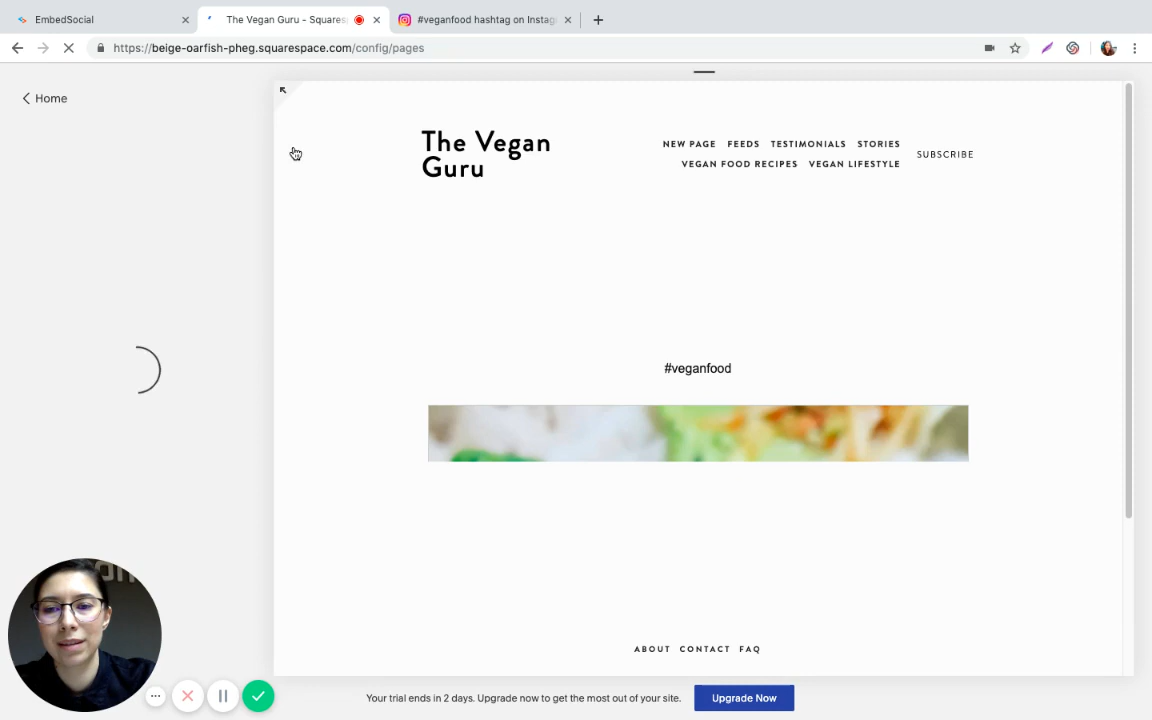 EmbedSocial
The Vegan Guru - Squares
#veganfood hashtag on Instag
https://beige-oarfish-pheg.squarespace.com/config/pages
Home
The Vegan
Guru
NEW PAGE FEEDS TESTIMONIALS STORIES
VEGAN FOOD RECIPES VEGAN LIFESTYLE
SUBSCRIBE
#veganfood
ABOUT CONTACT FAQ
Your trial ends in 2 days. Upgrade now to get the most out of your site.
Upgrade Now